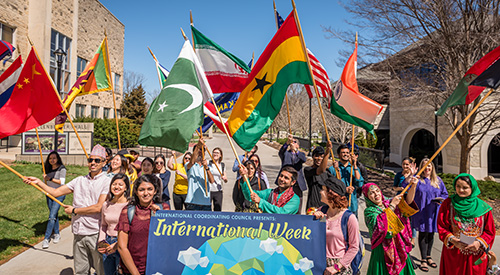 INTERNATIONAL COORDINATING COUNCIL PRESENTS
International Week